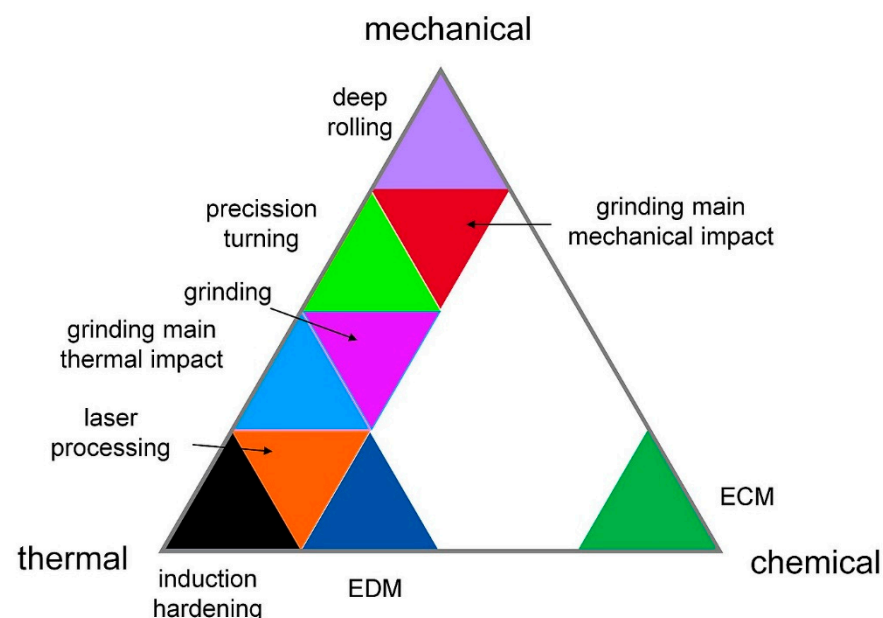 mechanical
deep
rolling
precission
turning
grinding main
mechanical impact
grinding
grinding main
thermal impact
laser
processing
ECM
thermal
chemical
induction
hardening
EDM